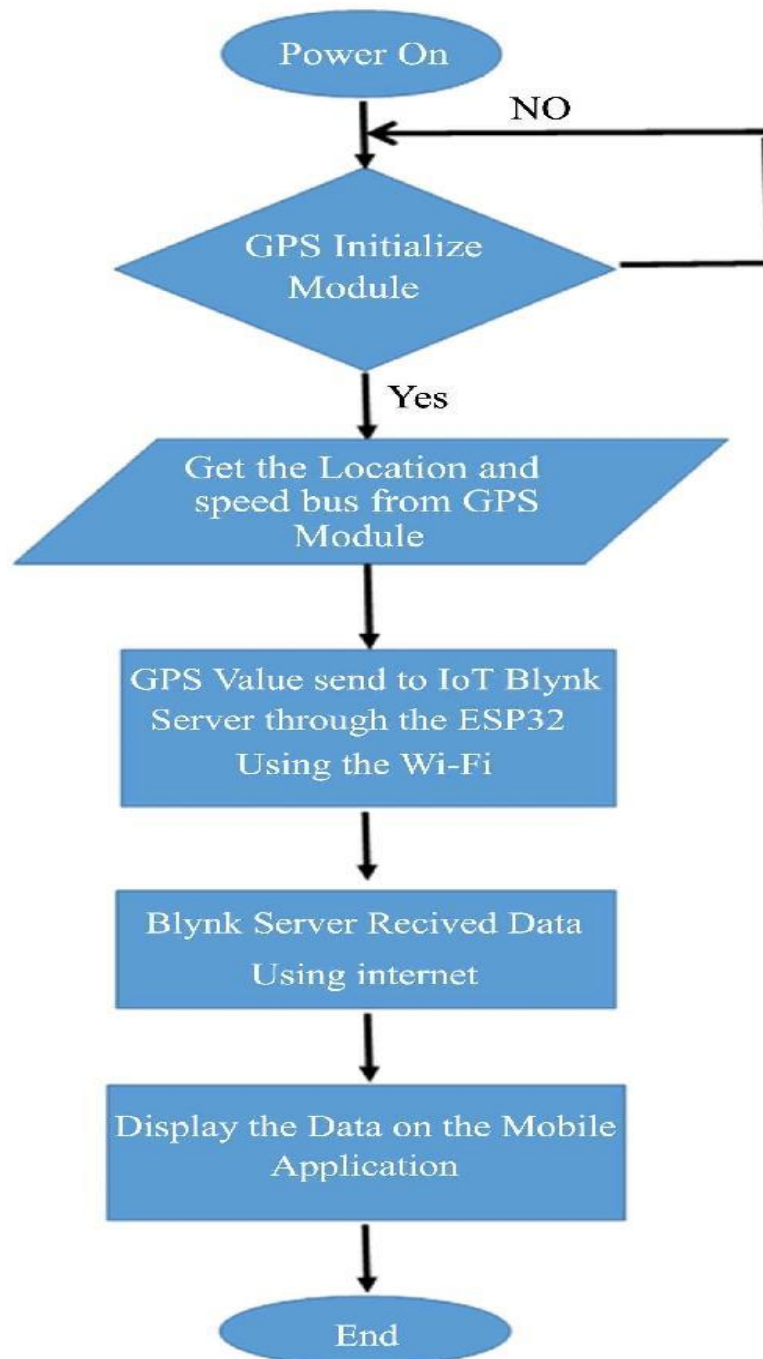 Power On
NO
GPS Initialize
Module
Yes
Get the Location and
speed bus from GPS
Module
GPS Value send to IoT Blynk
Server through the ESP32
Using the Wi-Fi
Blynk Server Recived Data
Using internet
Display the Data on the Mobile
Application
End